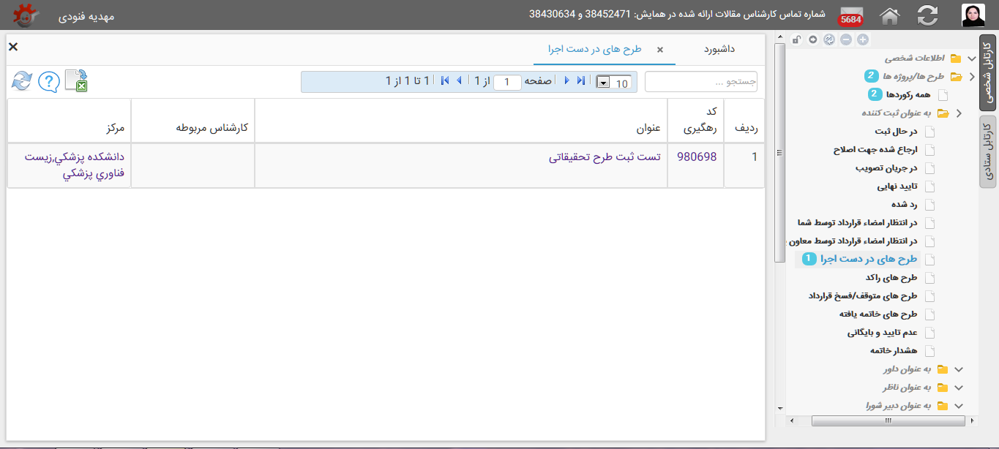 شماره تماس کارشناس مقالات ارائه شده در همایش: 38452471 و 38430634
5684
مهدیه فنودی
کارتابل شخصی
کارتابل ستادی
اطلاعات شخصی
طرح ها/پروژه ها 2
همه رکوردها 2
به عنوان ثبت کننده
در حال ثبت
ارجاع شده جهت اصلاح
در جریان تصویب
تایید نهایی
رد شده
در انتظار امضاء قرارداد توسط شما
در انتظار امضاء قرارداد توسط معاون
طرح های در دست اجرا 1
طرح های راکد
طرح های متوقف/فسخ قرارداد
طرح های خاتمه یافته
عدم تایید و بایگانی
هشدار خاتمه
به عنوان داور
به عنوان ناظر
به عنوان دبیر شورا
داشبورد
طرح های در دست اجرا ×
جستجو ...
10
صفحه 1 از 1
1 تا 1 از 1
ردیف
کد
رهگیری
عنوان
کارشناس مربوطه
مرکز
1
980698
تست ثبت طرح تحقیقاتی
دانشکده پزشكي,زیست
فناوري پزشكي